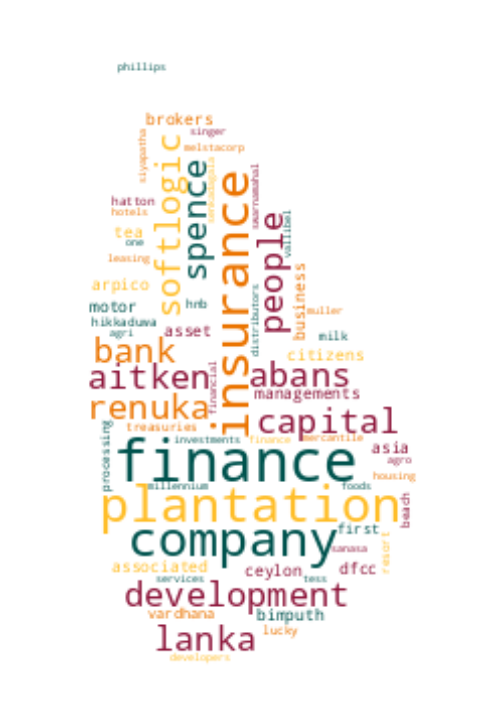 phillips
brokers
singer
siyapatha
softlogic
melstacorp
spence
senkadagala
insurance
swarnamahal
hatton
hotels
people
vallibel
tea
one
leasing
business
arpico
distributors
hnb
motor
muller
hikkaduwa
agri
asset
milk
bank
citizens
financial
aitken
abans
managements
renuka
capital
treasuries
processing
investments
finance
mercantile
finance
asia
agro
housing
millennium
foods
plantation
beach
company
first
sanasa
resort
associated
ceylon
dfcc
services
tess
development
vardhana
bimputh
lanka
lucky
developers